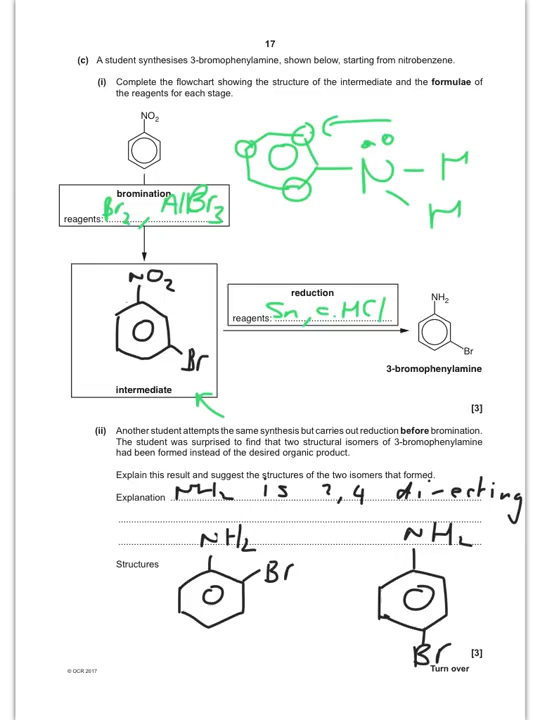 17
(c) A student synthesises 3-bromophenylamine, shown below, starting from nitrobenzene.
(i) Complete the flowchart showing the structure of the intermediate and the formulae of
the reagents for each stage.
NO2
N H
H
bromination
reagents: Br2, AlBr3
NO2
Br
intermediate
reduction
reagents: Sn, c.HCl
NH2
Br
3-bromophenylamine
[3]
(ii) Another student attempts the same synthesis but carries out reduction before bromination.
The student was surprised to find that two structural isomers of 3-bromophenylamine
had been formed instead of the desired organic product.
Explain this result and suggest the structures of the two isomers that formed.
Explanation NH2 is 2,4 directing
Structures
NH2
Br
NH2
Br
[3]
© OCR 2017
Turn over